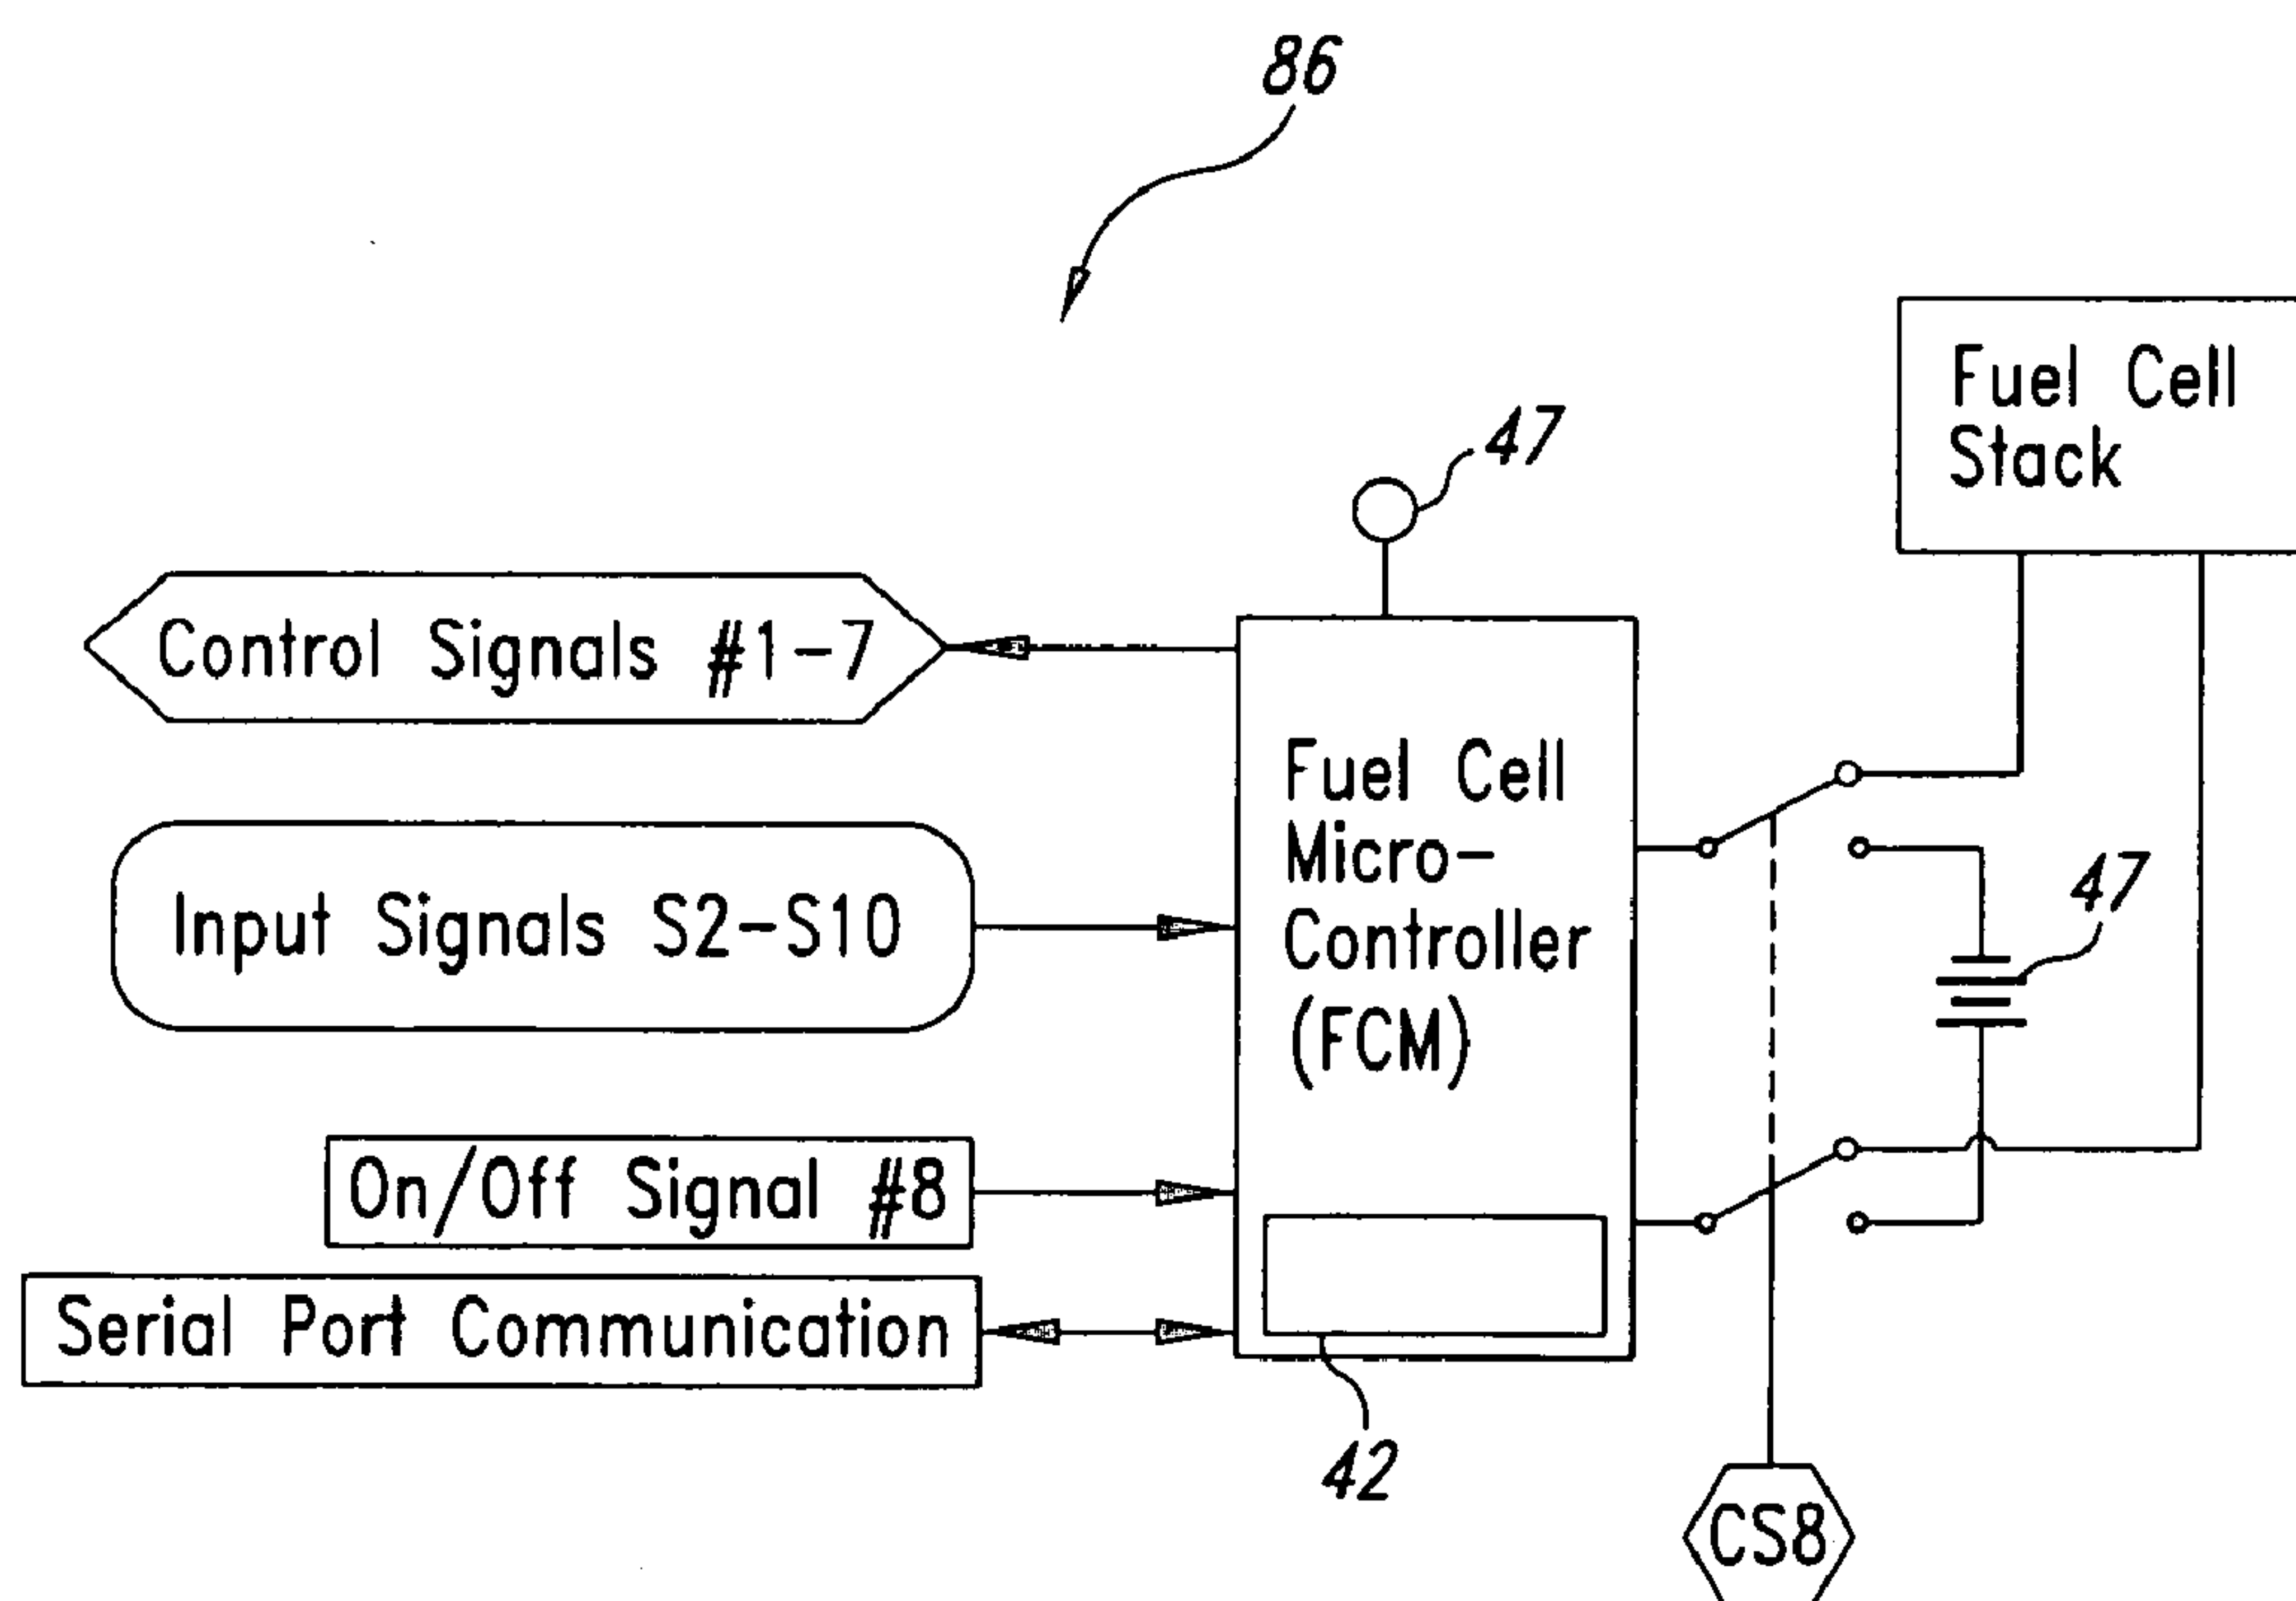 86
Fuel Cell
Stack
47
Control Signals #1-7
Fuel Cell
Micro-
Controller
(FCM)
47
Input Signals S2-S10
On/Off Signal #8
Serial Port Communication
42
CS8